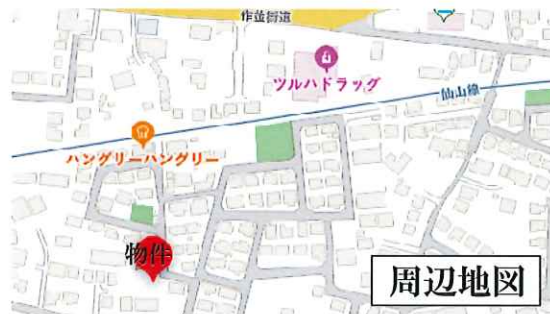 作並街道
ツルハドラッグ
仙山線
ハングリーハングリー
物件
周辺地図